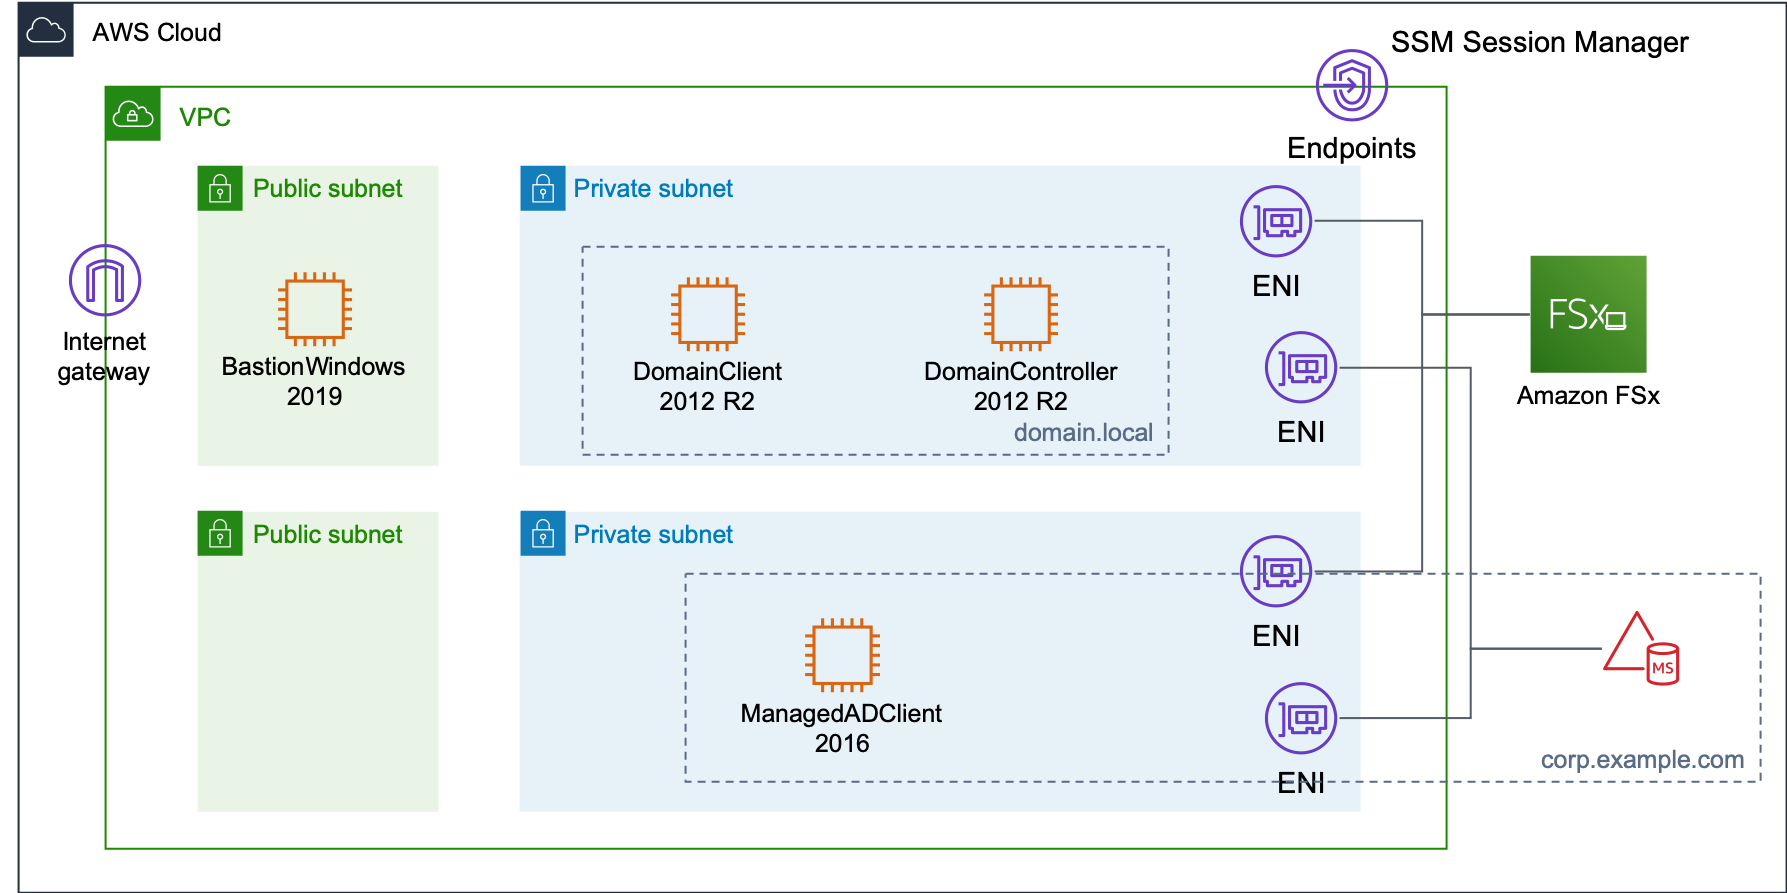 AWS Cloud
SSM Session Manager
VPC
Endpoints
Public subnet
Private subnet
ENI
Internet
gateway
BastionWindows
2019
DomainClient
2012 R2
DomainController
2012 R2
domain.local
ENI
FSx
Amazon FSx
Public subnet
Private subnet
ENI
ManagedADClient
2016
ENI
MS
corp.example.com